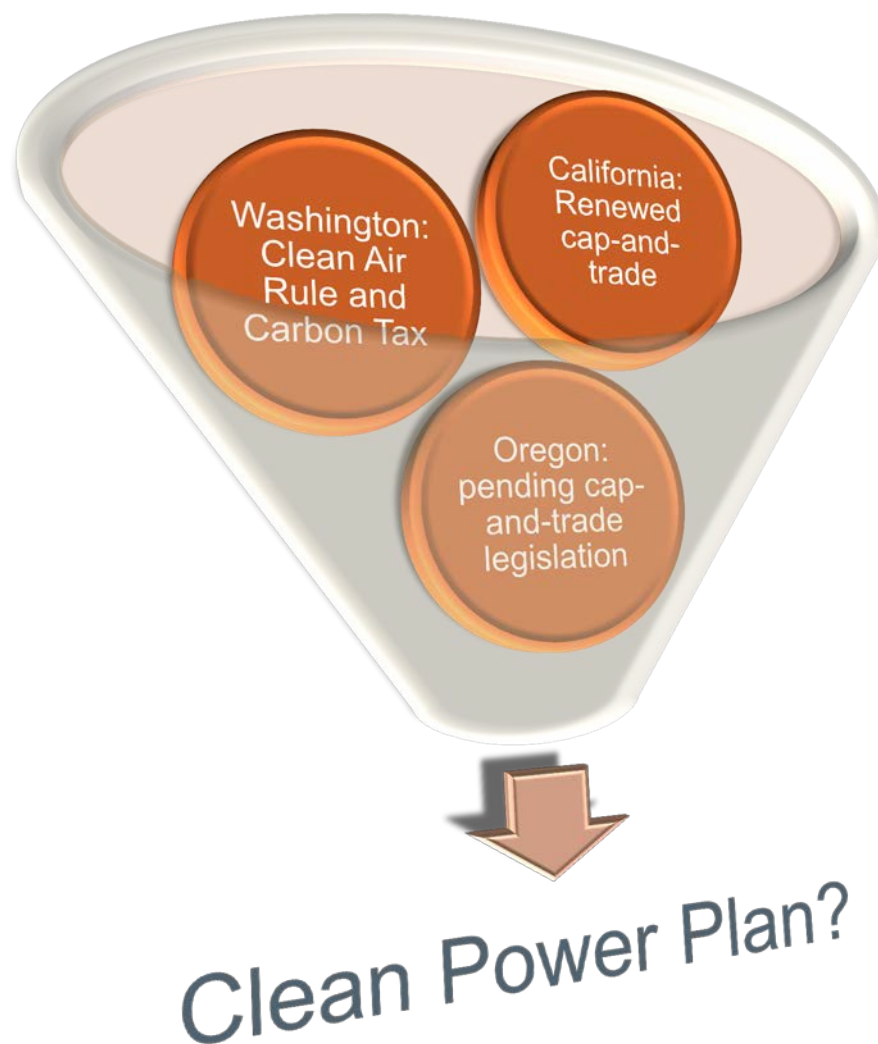 Washington:
Clean Air
Rule and
Carbon Tax
California:
Renewed
cap-and-
trade
Oregon:
pending cap-
and-trade
legislation
Clean Power Plan?